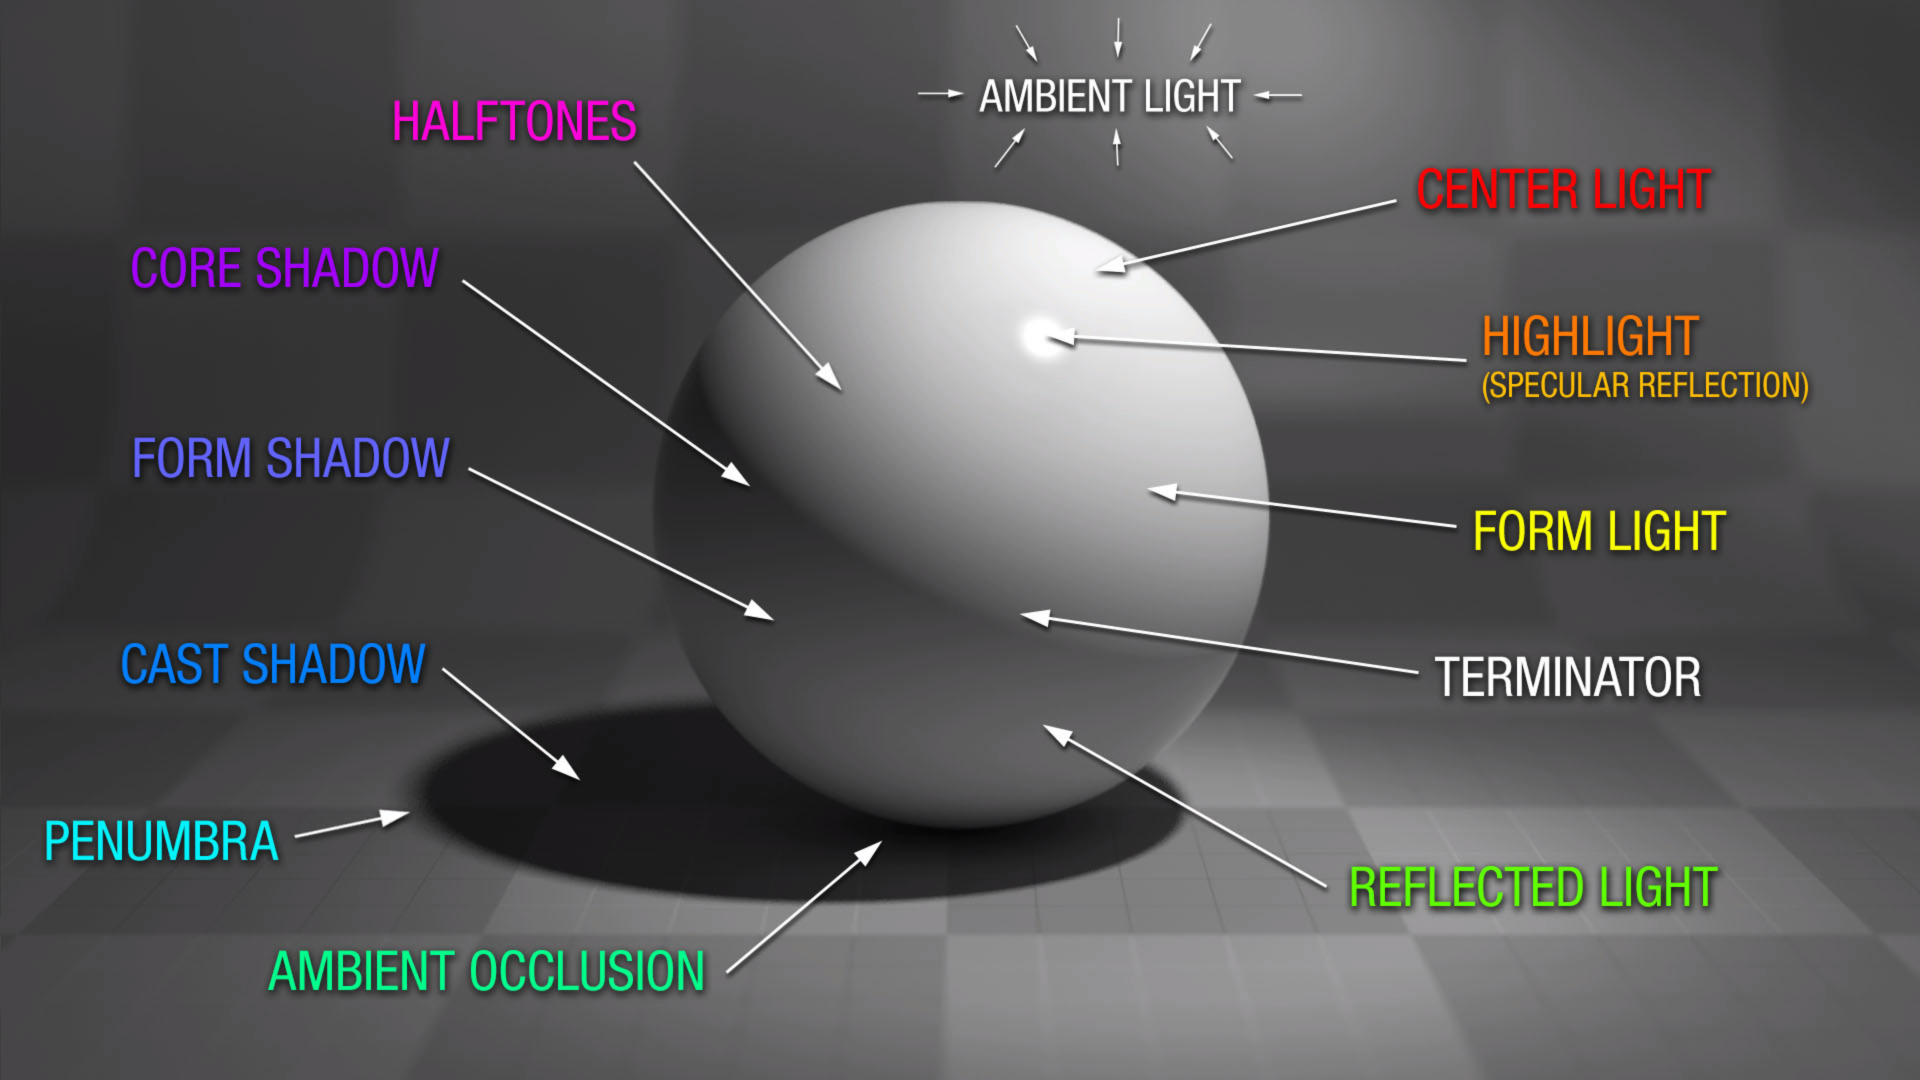 AMBIENT LIGHT
HALFTONES
CENTER LIGHT
CORE SHADOW
HIGHLIGHT
(SPECULAR REFLECTION)
FORM SHADOW
FORM LIGHT
CAST SHADOW
TERMINATOR
PENUMBRA
REFLECTED LIGHT
AMBIENT OCCLUSION